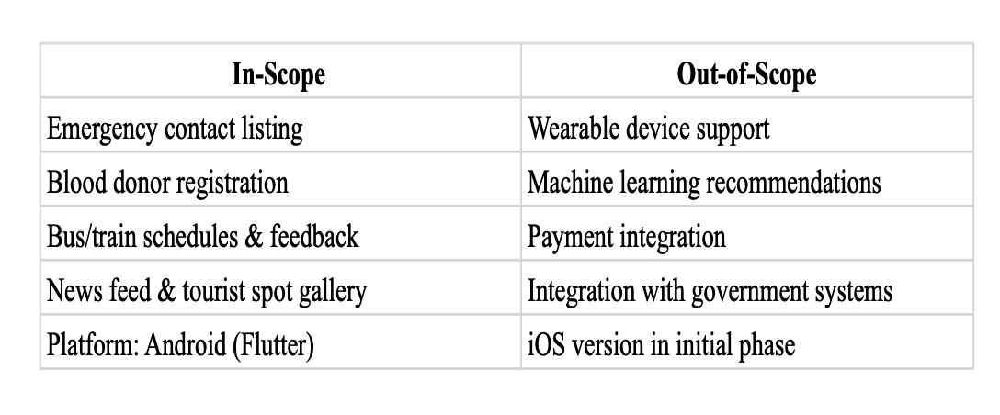 In-Scope Out-of-Scope
Emergency contact listing Wearable device support
Blood donor registration Machine learning recommendations
Bus/train schedules & feedback Payment integration
News feed & tourist spot gallery Integration with government systems
Platform: Android (Flutter) iOS version in initial phase